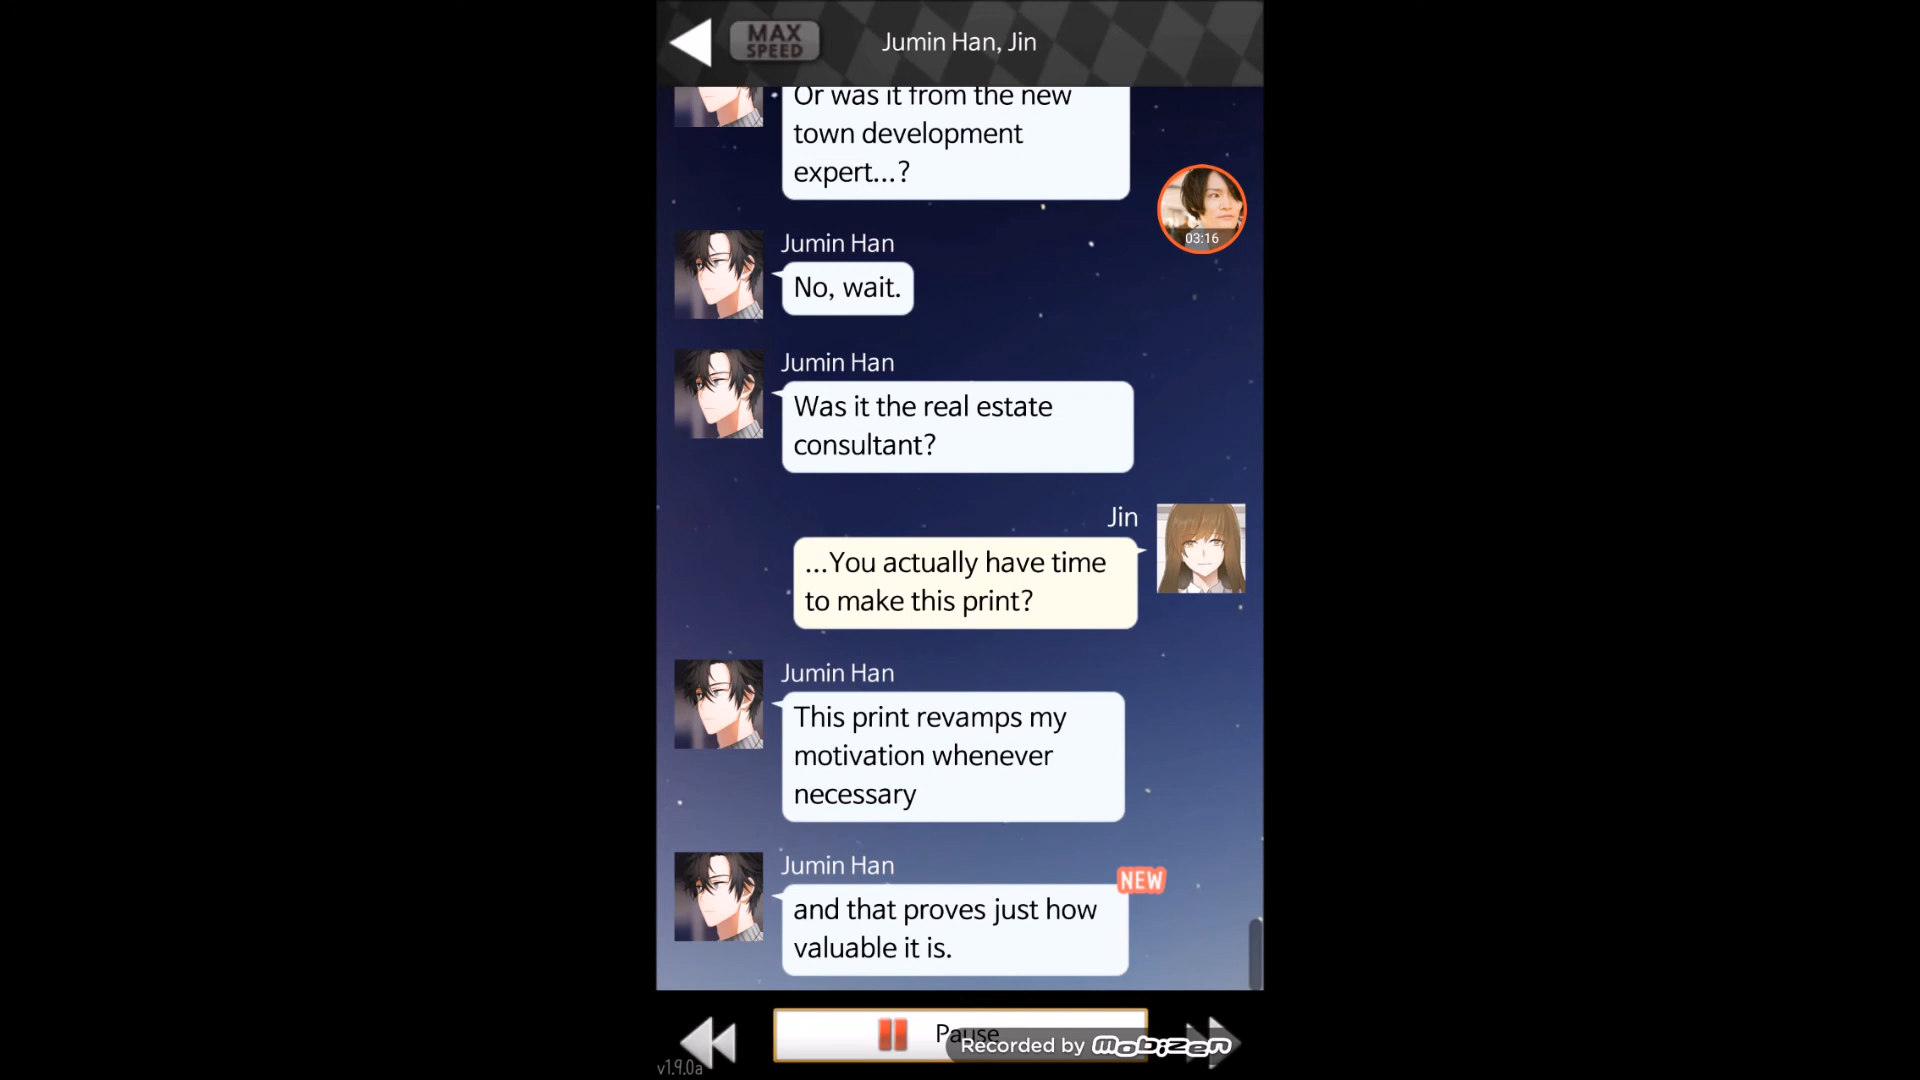 MAX
SPEED
Jumin Han, Jin
Or was it from the new
town development
expert...?
03:16
Jumin Han
No, wait.
Jumin Han
Was it the real estate
consultant?
Jin
...You actually have time
to make this print?
Jumin Han
This print revamps my
motivation whenever
necessary
Jumin Han
NEW
and that proves just how
valuable it is.
Pause
Recorded by Mobizen
v1.9.0a